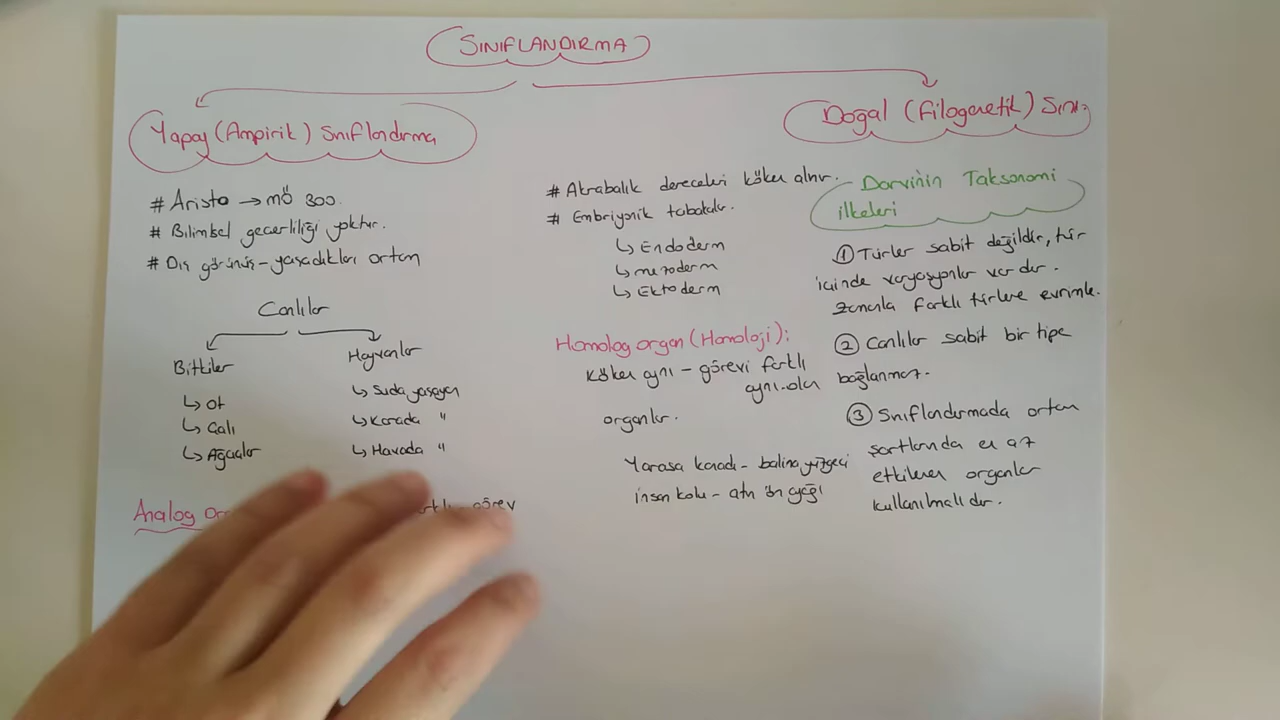 SINIFLANDIRMA
Yapay (Ampirik) Sınıflandırma
# Aristo → MÖ 300.
# Bilimsel geçerliliği yoktur.
# Dış görünüş - yaşadıkları ortam
Canlılar
Bitkiler
↳ Ot
↳ Çalı
↳ Ağaçlar
Hayvanlar
↳ Suda yaşayan
↳ Karada "
↳ Havada "
Analog
görev
Doğal (Filogenetik) Sını
# Akrabalık dereceleri köken alınır.
# Embriyonik tabakalar.
↳ Endoderm
↳ mezoderm
↳ Ektoderm
Homolog organ (Homoloji):
Köken aynı - görevi farklı
aynı olan
organlar.
Yarasa kanadı - balina yüzgeci
insan kolu - atın ön ayağı
Darvinin Taksonomi
ilkeleri
① Türler sabit değildir, tür
içinde varyasyonlar vardır.
Zamanla farklı türlere evrimle.
② Canlılar sabit bir tipe
bağlanmaz.
③ Sınıflandırmada ortam
şartlarında en az
etkilenen organlar
kullanılmalıdır.